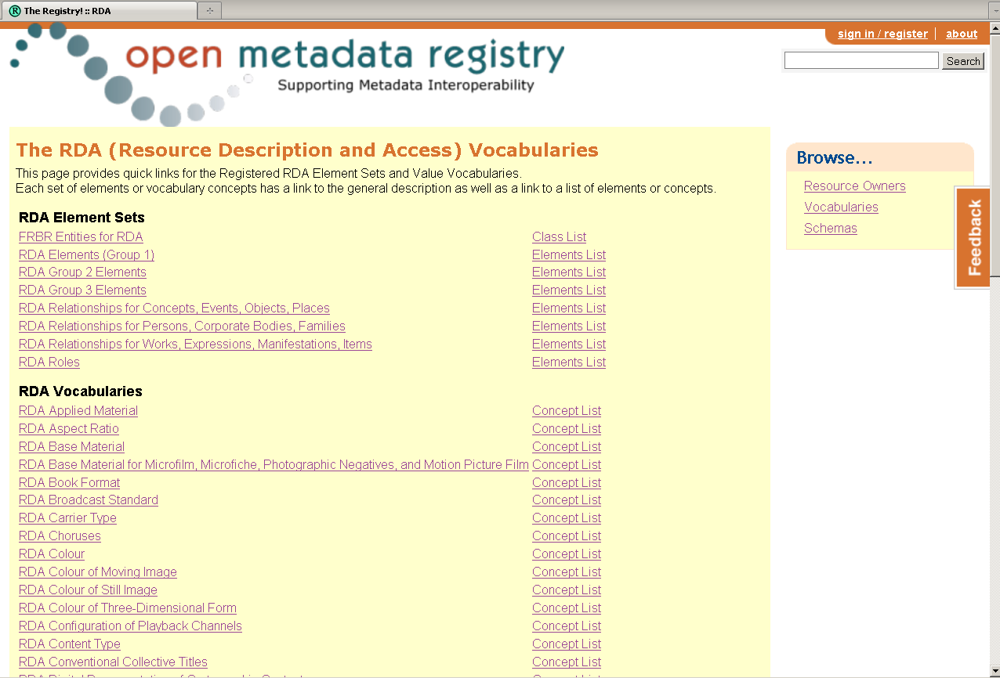 The Registry! :: RDA
sign in / register | about
open metadata registry
Supporting Metadata Interoperability
Search
The RDA (Resource Description and Access) Vocabularies
This page provides quick links for the Registered RDA Element Sets and Value Vocabularies.
Each set of elements or vocabulary concepts has a link to the general description as well as a link to a list of elements or concepts.
RDA Element Sets
FRBR Entities for RDA Class List
RDA Elements (Group 1) Elements List
RDA Group 2 Elements Elements List
RDA Group 3 Elements Elements List
RDA Relationships for Concepts, Events, Objects, Places Elements List
RDA Relationships for Persons, Corporate Bodies, Families Elements List
RDA Relationships for Works, Expressions, Manifestations, Items Elements List
RDA Roles Elements List
RDA Vocabularies
RDA Applied Material Concept List
RDA Aspect Ratio Concept List
RDA Base Material Concept List
RDA Base Material for Microfilm, Microfiche, Photographic Negatives, and Motion Picture Film Concept List
RDA Book Format Concept List
RDA Broadcast Standard Concept List
RDA Carrier Type Concept List
RDA Choruses Concept List
RDA Colour Concept List
RDA Colour of Moving Image Concept List
RDA Colour of Still Image Concept List
RDA Colour of Three-Dimensional Form Concept List
RDA Configuration of Playback Channels Concept List
RDA Content Type Concept List
RDA Conventional Collective Titles Concept List
Browse...
Resource Owners
Vocabularies
Schemas
Feedback